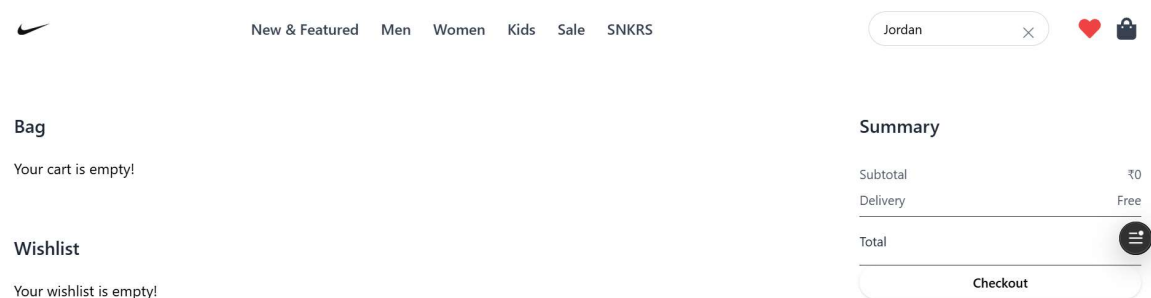 New & Featured Men Women Kids Sale SNKRS Jordan
Bag
Your cart is empty!
Wishlist
Your wishlist is empty!
Summary
Subtotal ₹0
Delivery Free
Total
Checkout